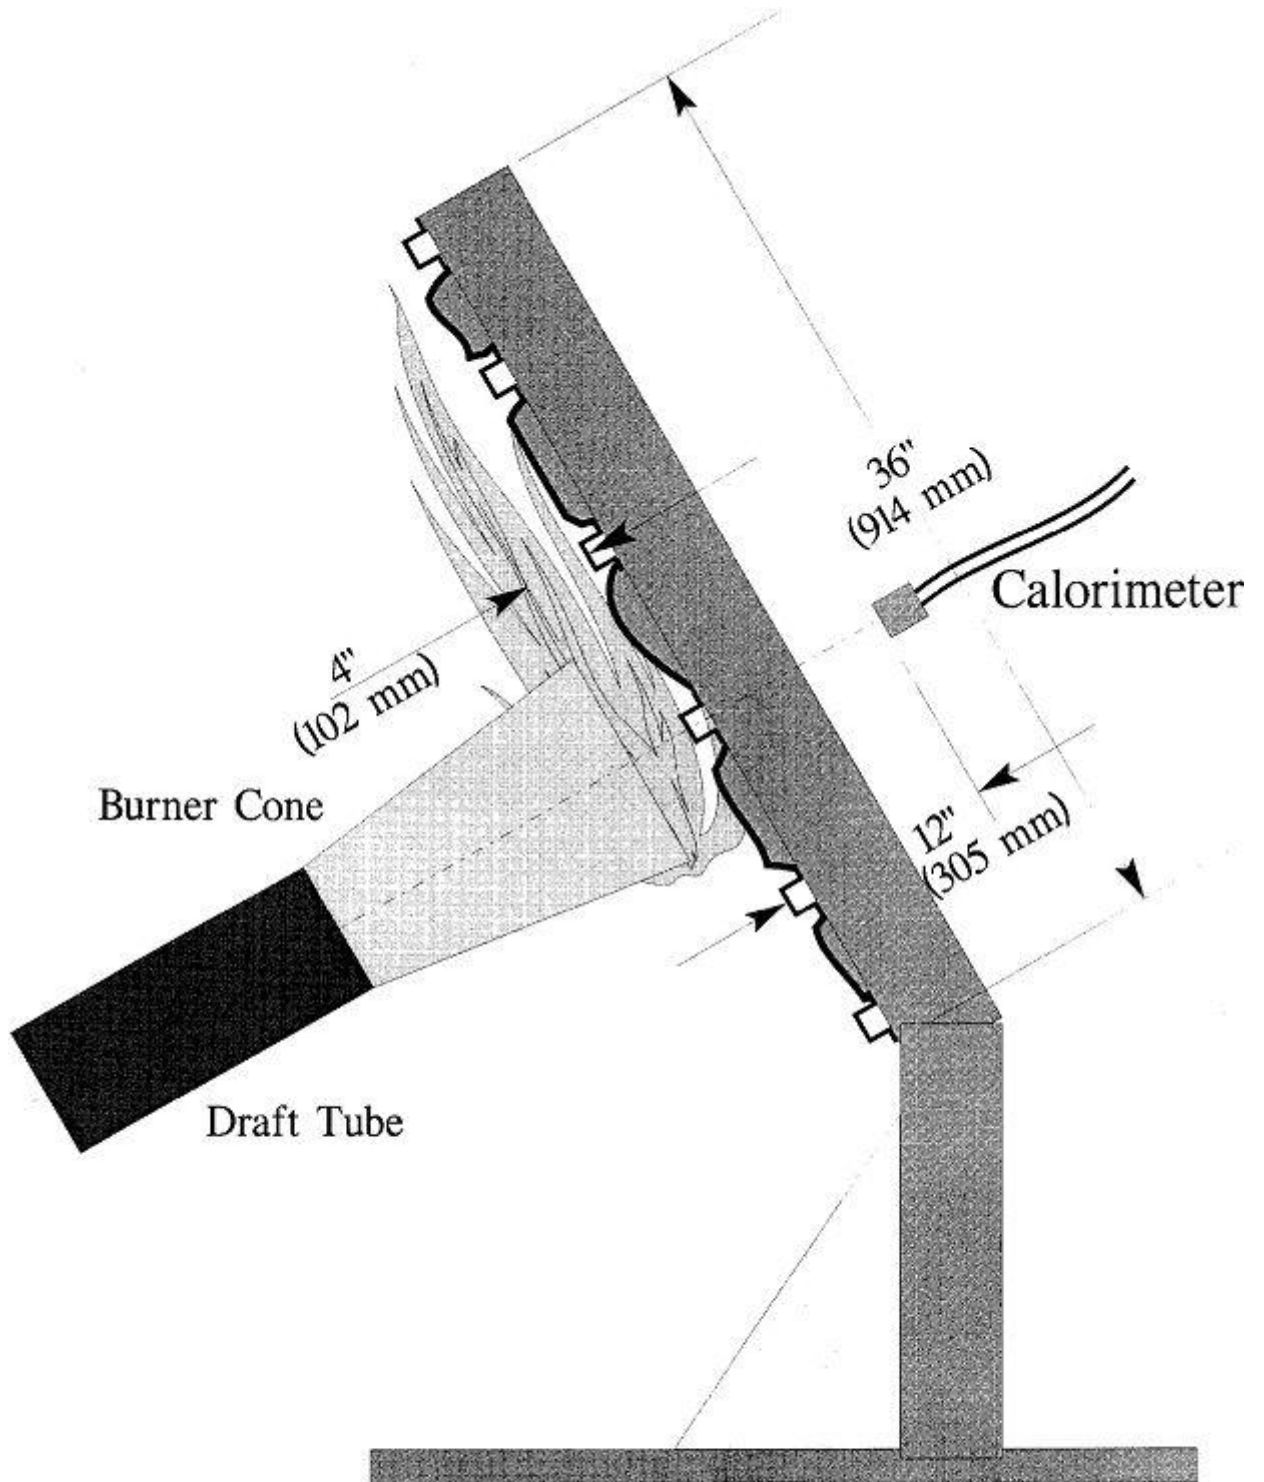 36"
(914 mm)
Calorimeter
4"
(102 mm)
Burner Cone
12"
(305 mm)
Draft Tube